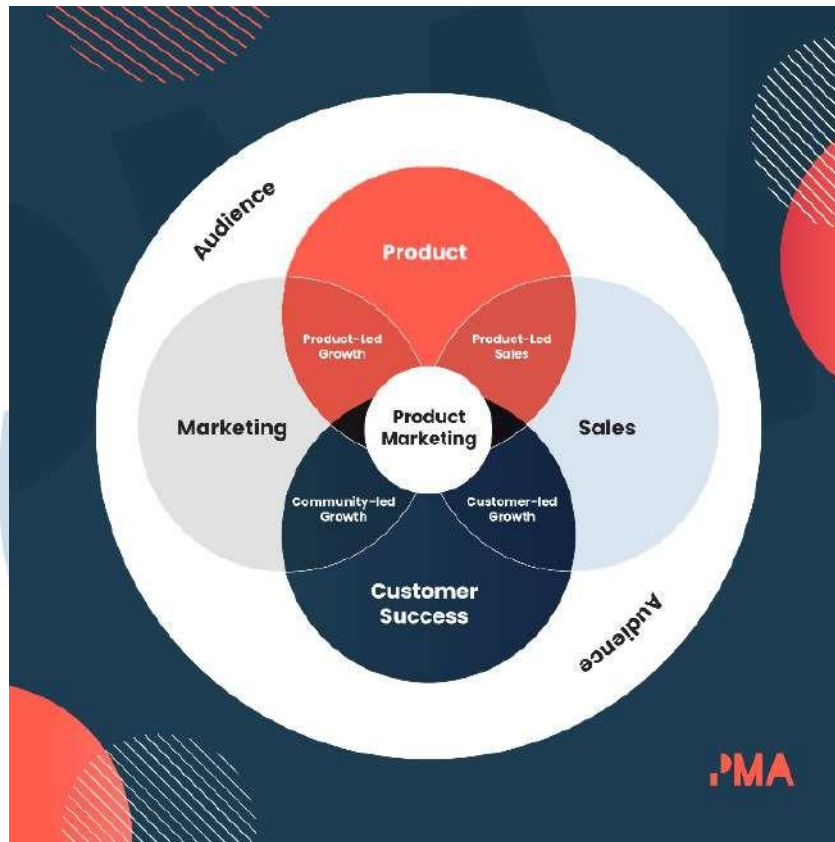 Audience
Product
Product-Led
Growth
Product-Led
Sales
Marketing
Product
Marketing
Sales
Community-led
Growth
Customer-led
Growth
Customer
Success
Audience
PMA